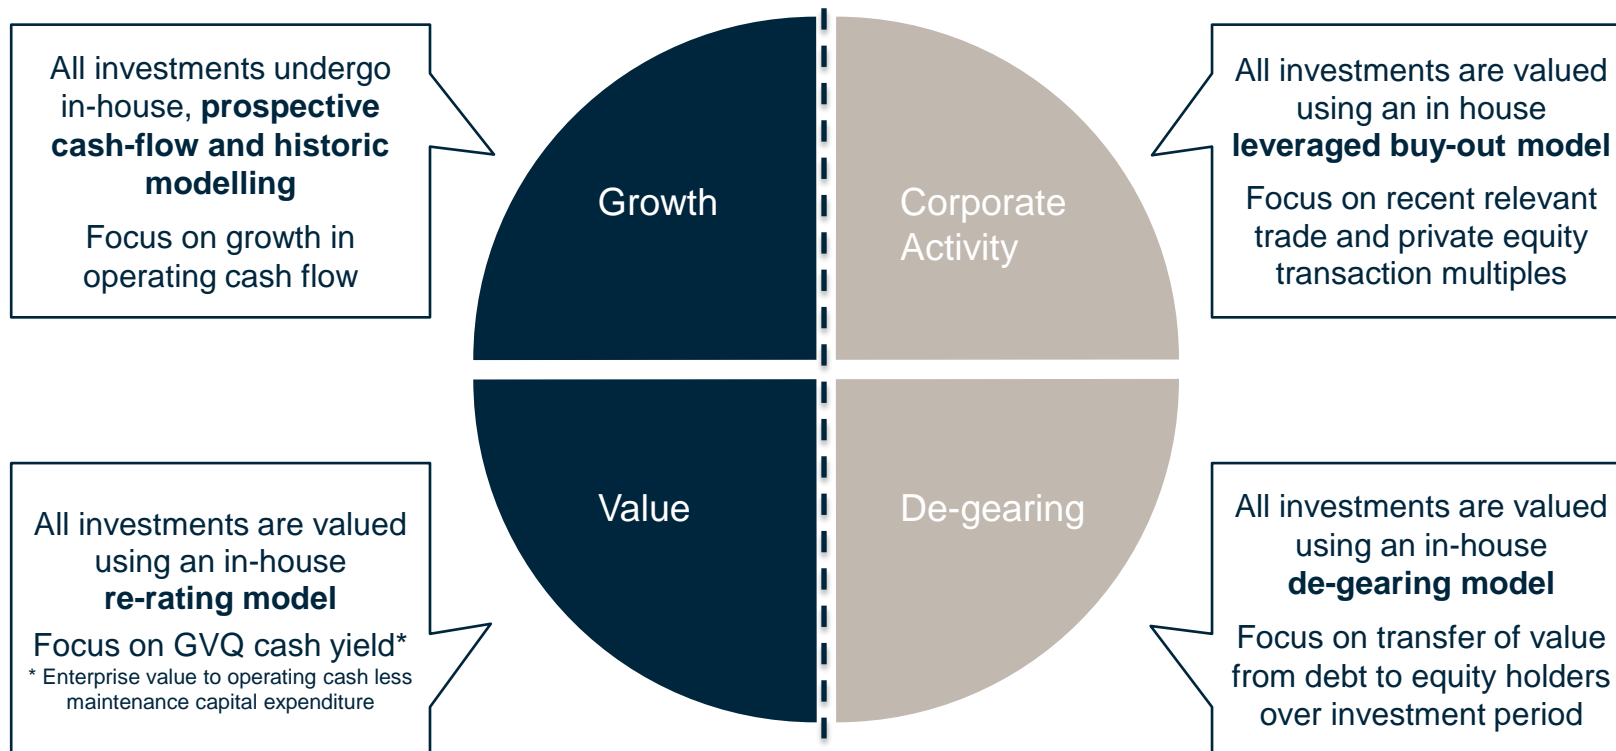 All investments undergo
in-house, prospective
cash-flow and historic
modelling
Focus on growth in
operating cash flow
Growth
Corporate
Activity
All investments are valued
using an in house
leveraged buy-out model
Focus on recent relevant
trade and private equity
transaction multiples
All investments are valued
using an in-house
re-rating model
Focus on GVQ cash yield*
* Enterprise value to operating cash less
maintenance capital expenditure
Value
De-gearing
All investments are valued
using an in-house
de-gearing model
Focus on transfer of value
from debt to equity holders
over investment period